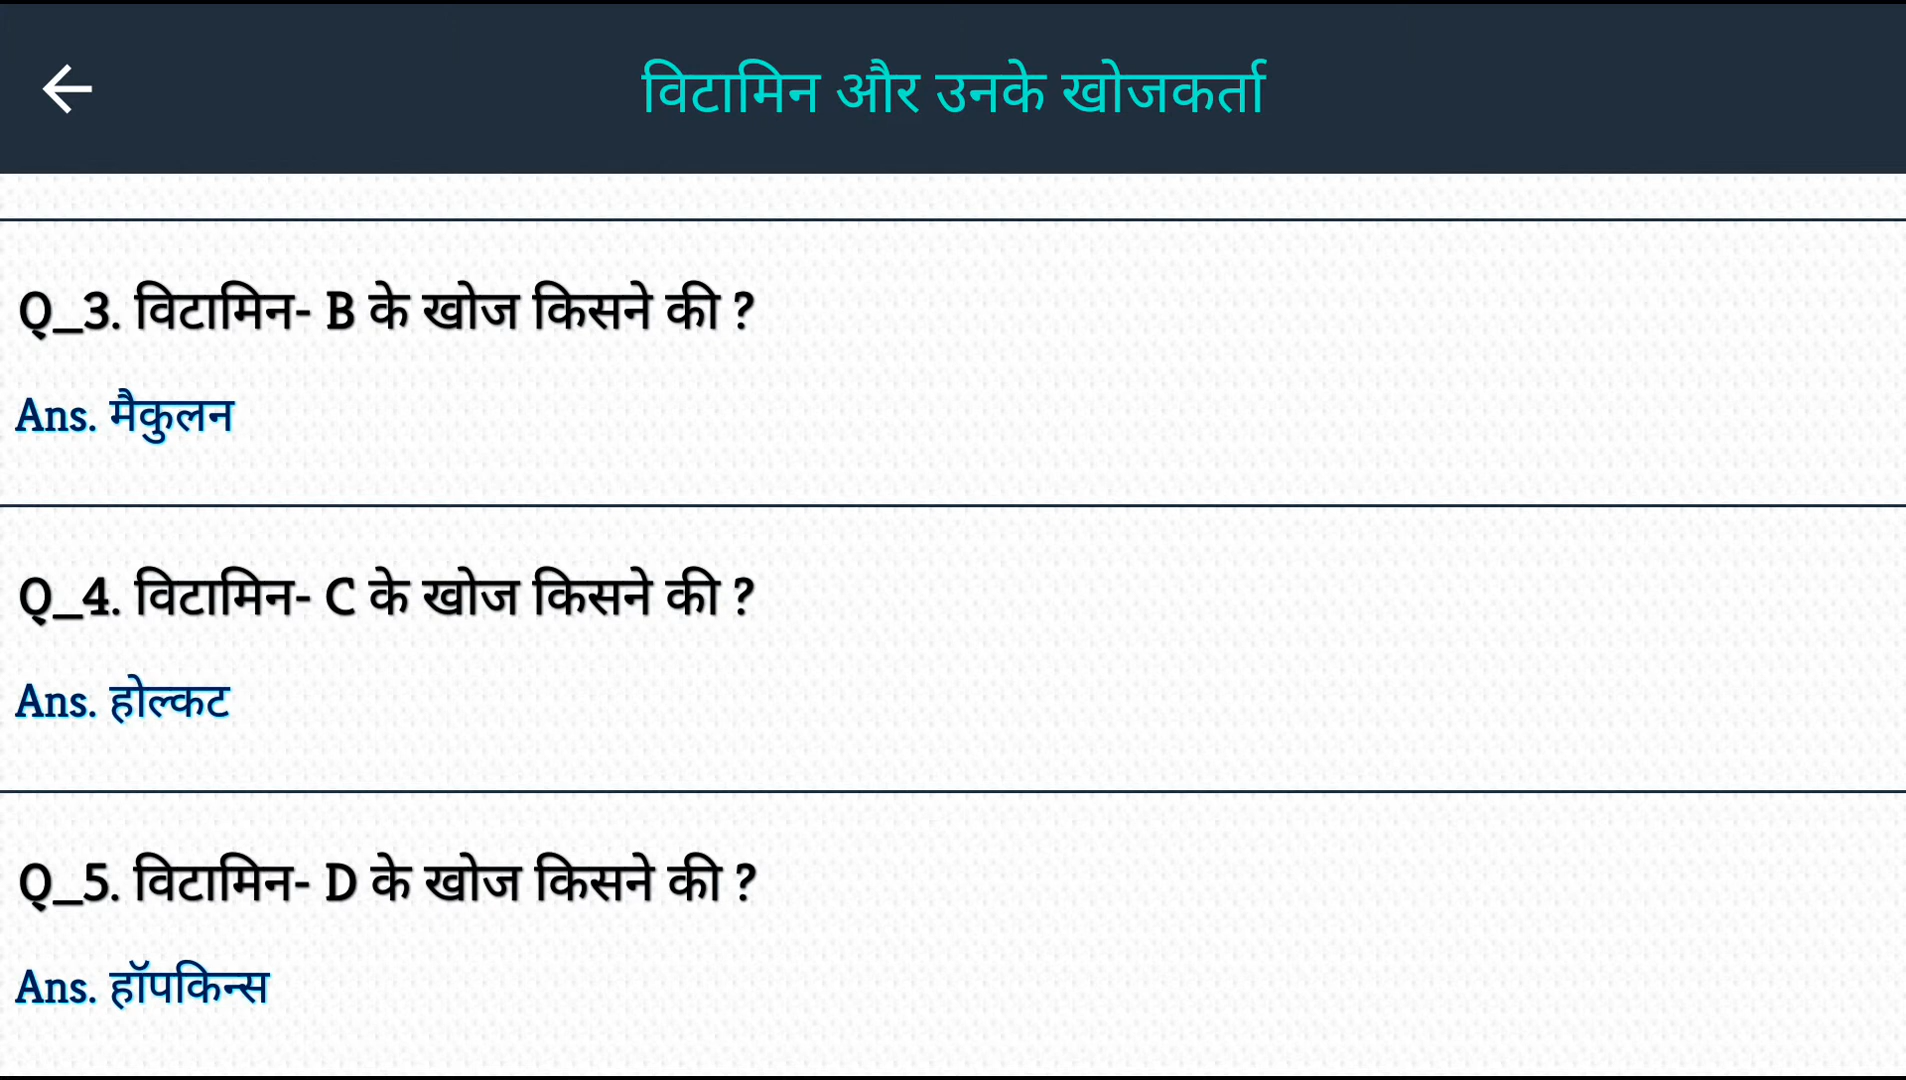 विटामिन और उनके खोजकर्ता
Q_3. विटामिन- B के खोज किसने की ?
Ans. मैकुलन
Q_4. विटामिन- C के खोज किसने की ?
Ans. होल्कट
Q_5. विटामिन- D के खोज किसने की ?
Ans. हॉपकिन्स